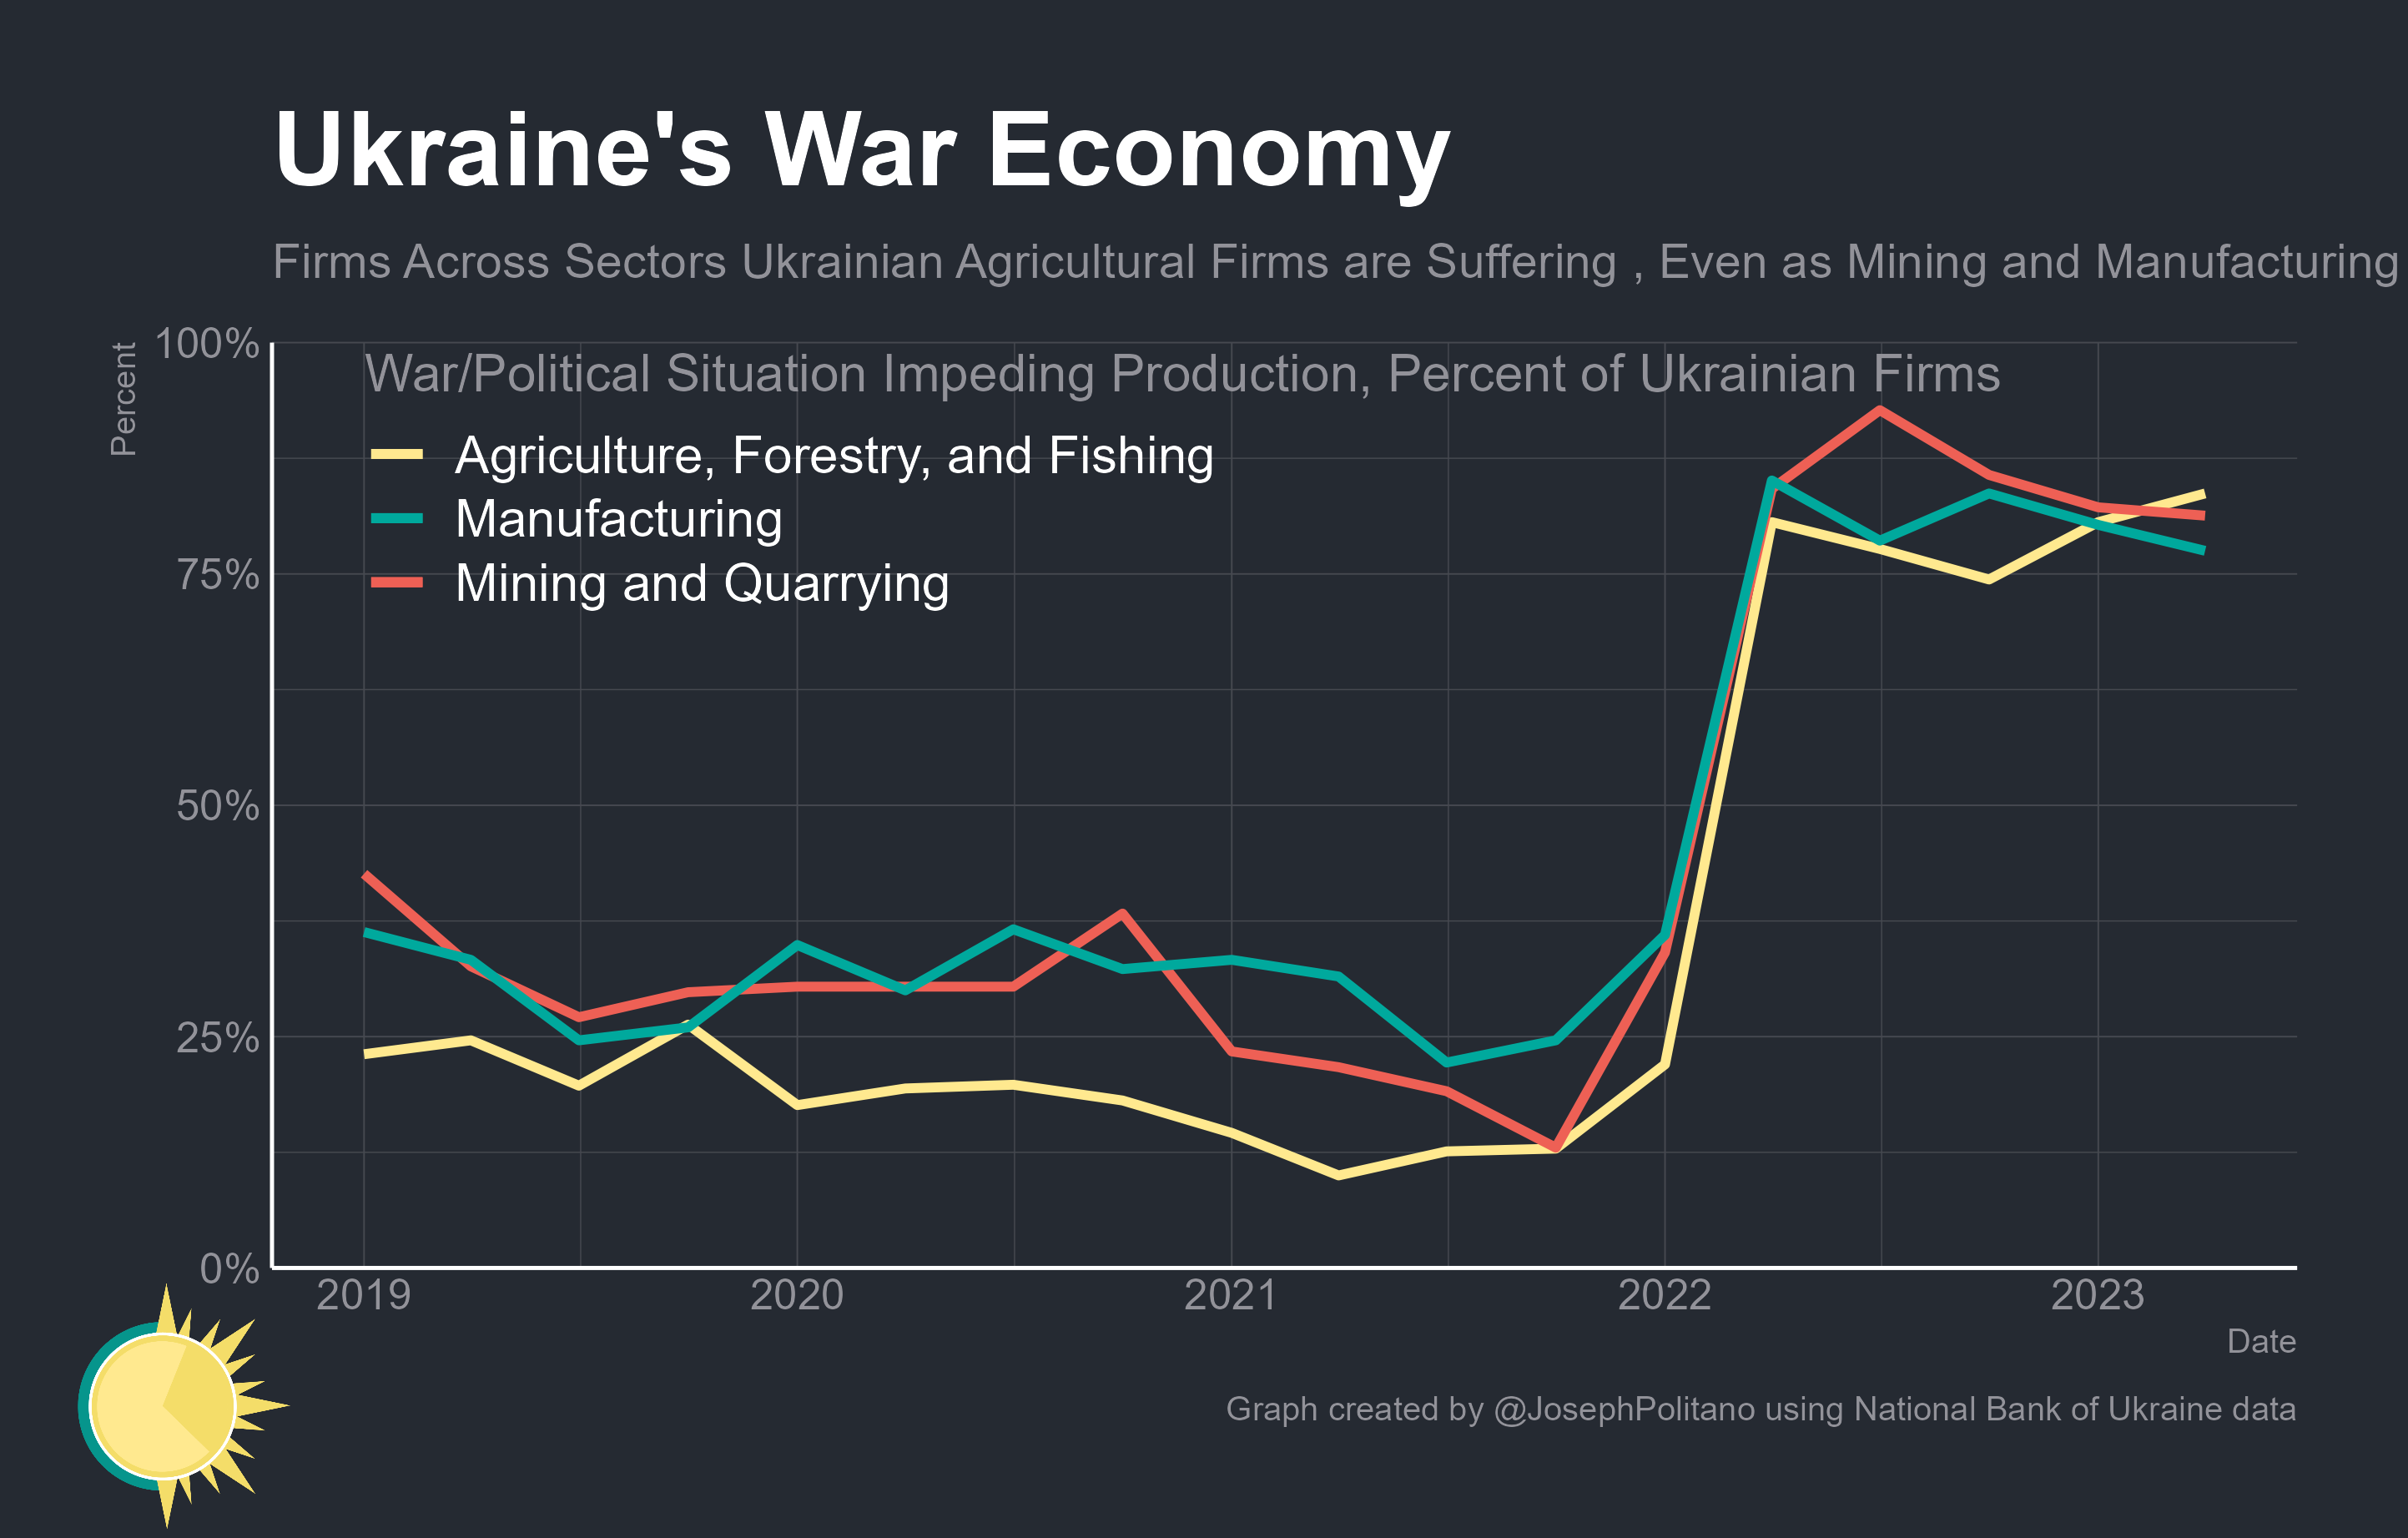 Ukraine's War Economy
Firms Across Sectors Ukrainian Agricultural Firms are Suffering , Even as Mining and Manufacturing
Percent
100%
75%
50%
25%
0%
War/Political Situation Impeding Production, Percent of Ukrainian Firms
Agriculture, Forestry, and Fishing
Manufacturing
Mining and Quarrying
2019 2020 2021 2022 2023
Date
Graph created by @JosephPolitano using National Bank of Ukraine data